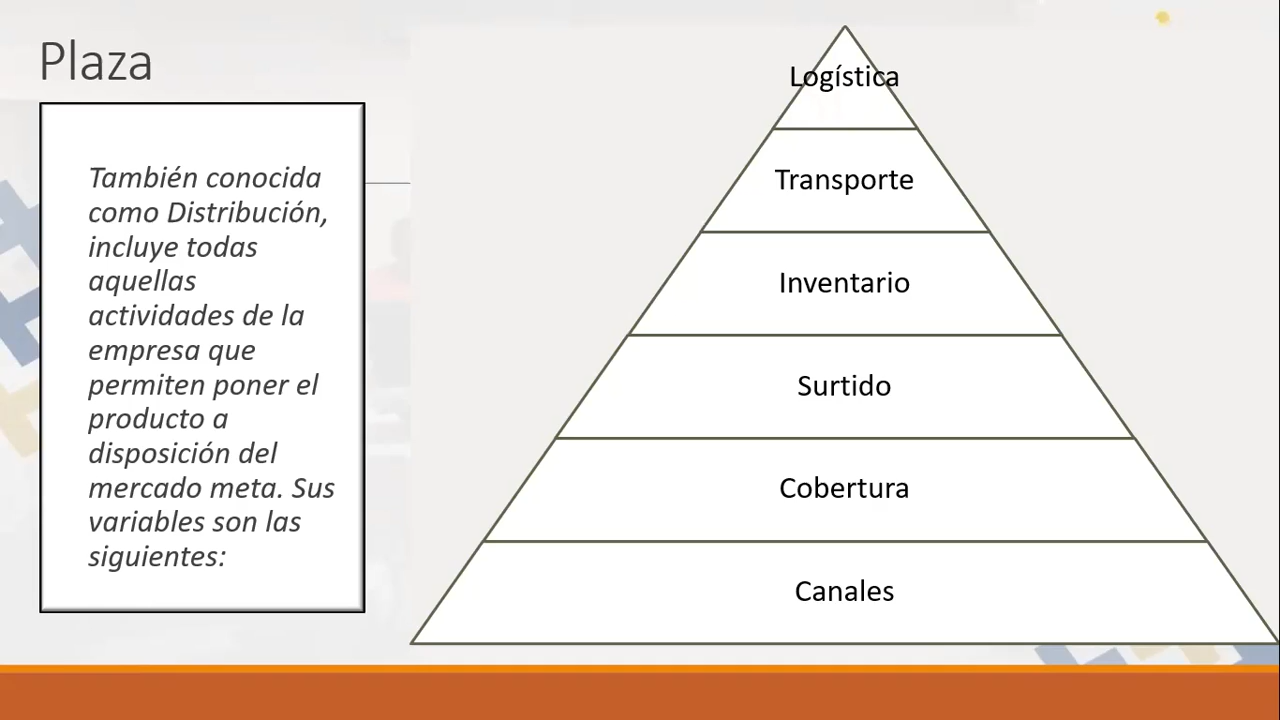 Plaza
También conocida
como Distribución,
incluye todas
aquellas
actividades de la
empresa que
permiten poner el
producto a
disposición del
mercado meta. Sus
variables son las
siguientes:
Logística
Transporte
Inventario
Surtido
Cobertura
Canales